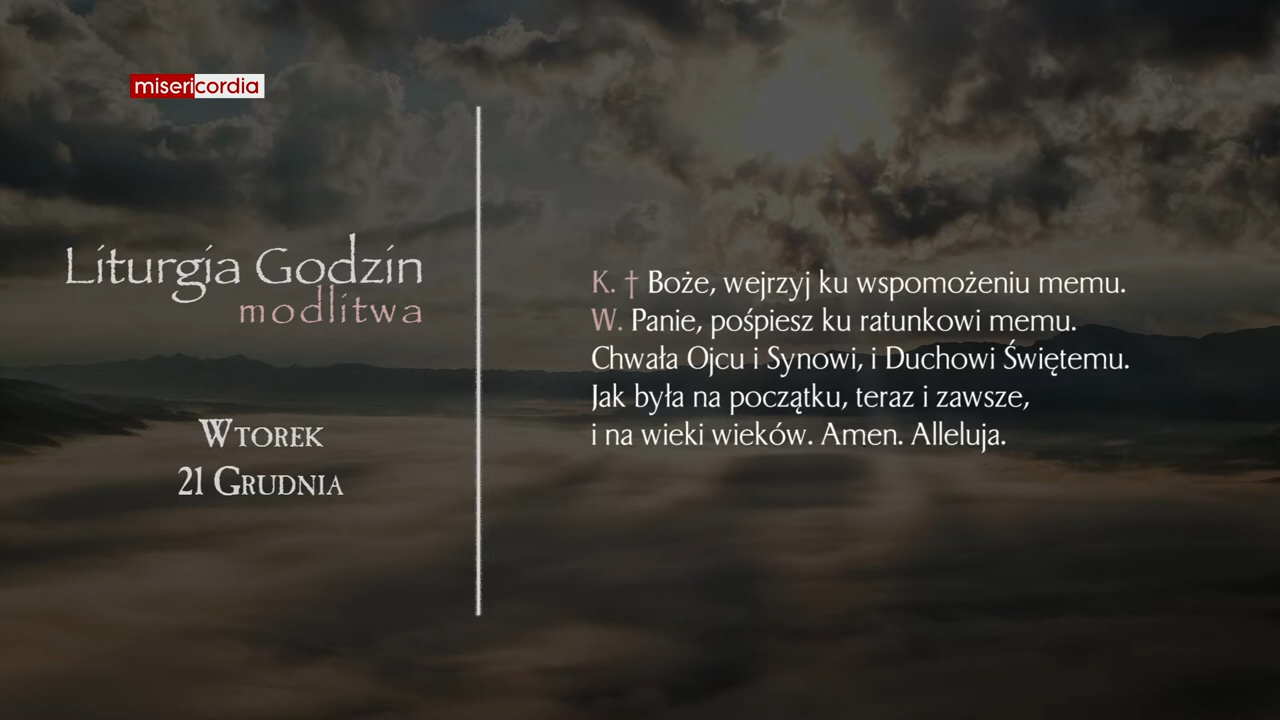 misericordia
Liturgia Godzin
modlitwa
Wtorek
21 Grudnia
K. † Boże, wejrzyj ku wspomożeniu memu.
W. Panie, pośpiesz ku ratunkowi memu.
Chwała Ojcu i Synowi, i Duchowi Świętemu.
Jak była na początku, teraz i zawsze,
i na wieki wieków. Amen. Alleluja.